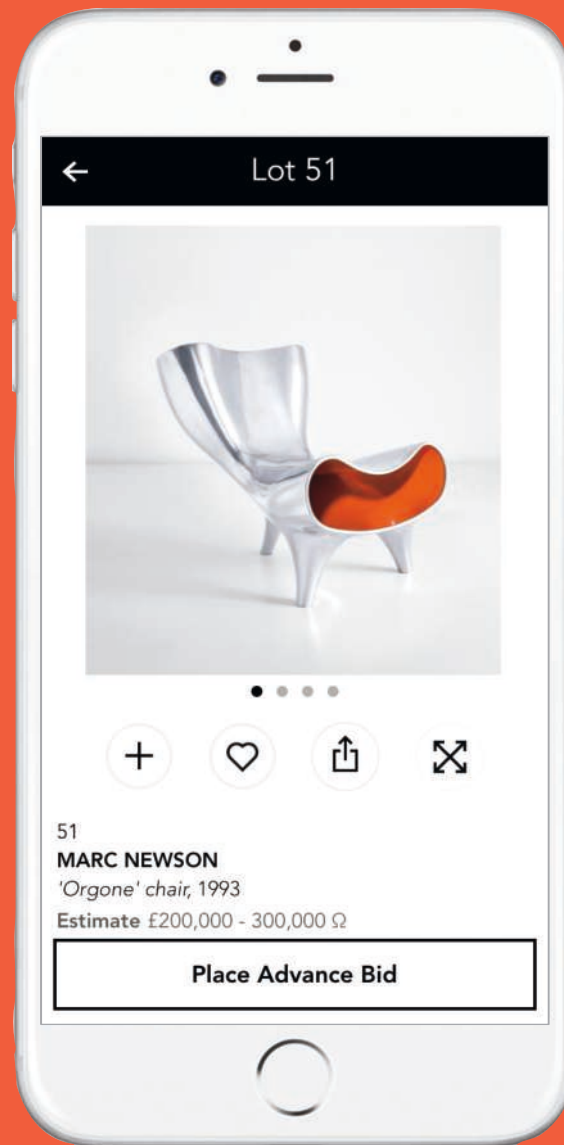 Lot 51
51
MARC NEWSON
'Orgone' chair, 1993
Estimate £200,000 - 300,000 Ω
Place Advance Bid